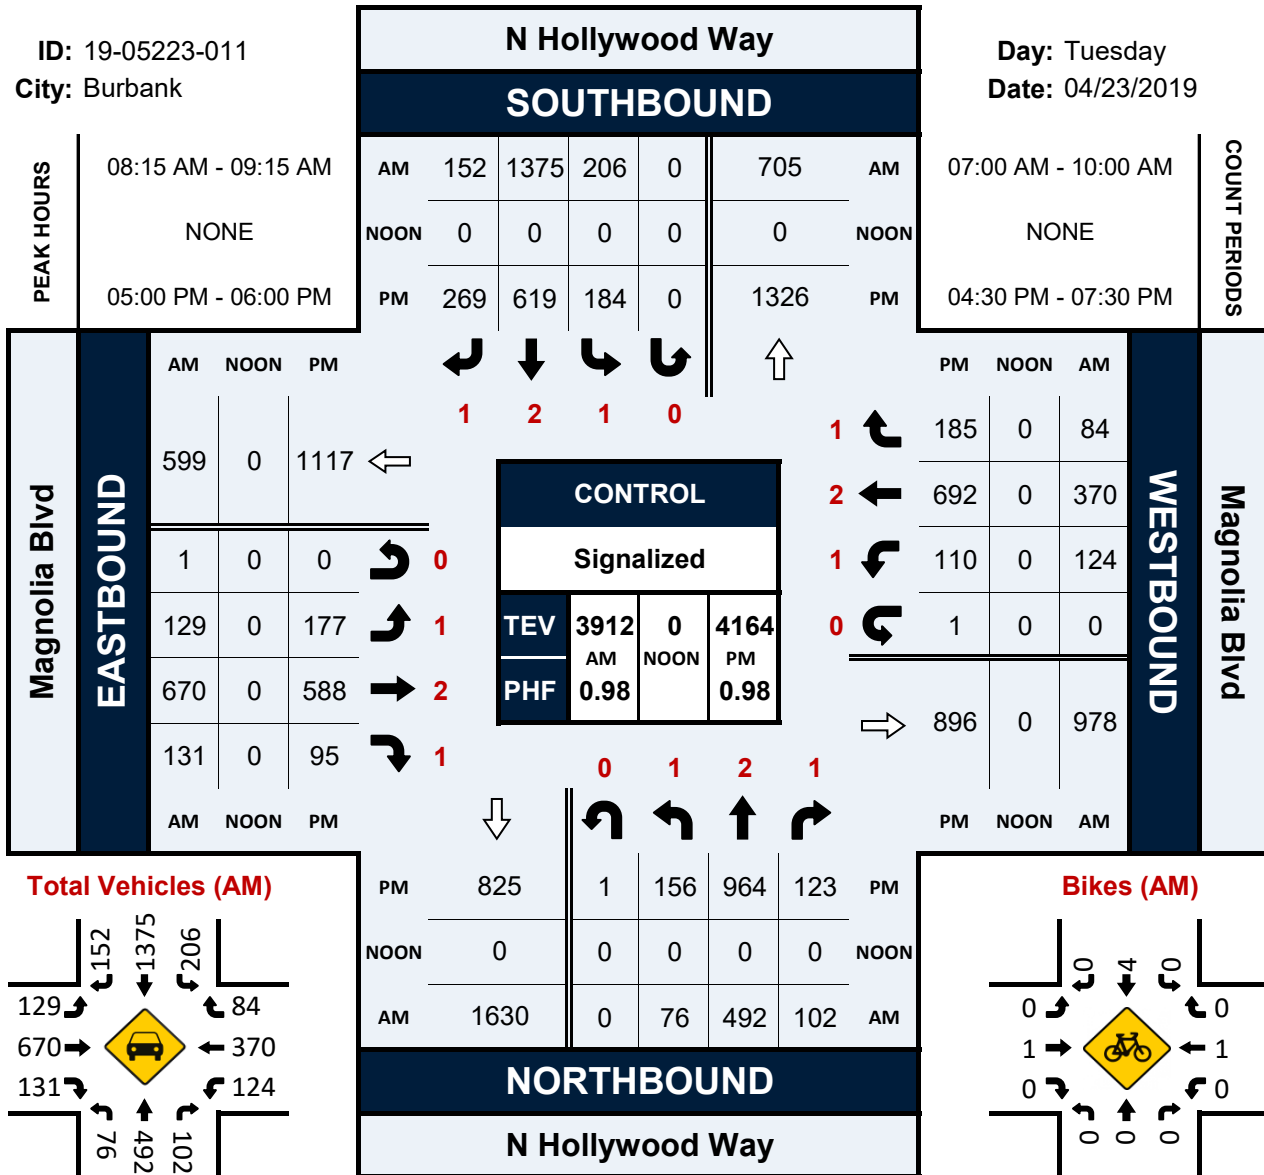 N Hollywood Way
ID: 19-05223-011
Day: Tuesday
City: Burbank
Date: 04/23/2019
SOUTHBOUND
PEAK HOURS
08:15 AM - 09:15 AM
AM 152 1375 206 0 705 AM
07:00 AM - 10:00 AM
COUNT PERIODS
NONE
NOON 0 0 0 0 0 NOON
NONE
05:00 PM - 06:00 PM
PM 269 619 184 0 1326 PM
04:30 PM - 07:30 PM
AM NOON PM
PM NOON AM
1 2 1 0
Magnolia Blvd
EASTBOUND
599 0 1117
1 0 0 0
129 0 177 1
670 0 588 2
131 0 95 1
AM NOON PM
CONTROL
Signalized
TEV 3912 0 4164
AM NOON PM
PHF 0.98 0.98
1 185 0 84
2 692 0 370
1 110 0 124
0 1 0 0
896 0 978
PM NOON AM
WESTBOUND
Magnolia Blvd
0 1 2 1
PM 825 1 156 964 123 PM
NOON 0 0 0 0 0 NOON
AM 1630 0 76 492 102 AM
NORTHBOUND
N Hollywood Way
Total Vehicles (AM)
152 1375 206
129 84
670 370
131 124
76 492 102
Bikes (AM)
0 4 0
0 0
1 1
0 0
0 0 0